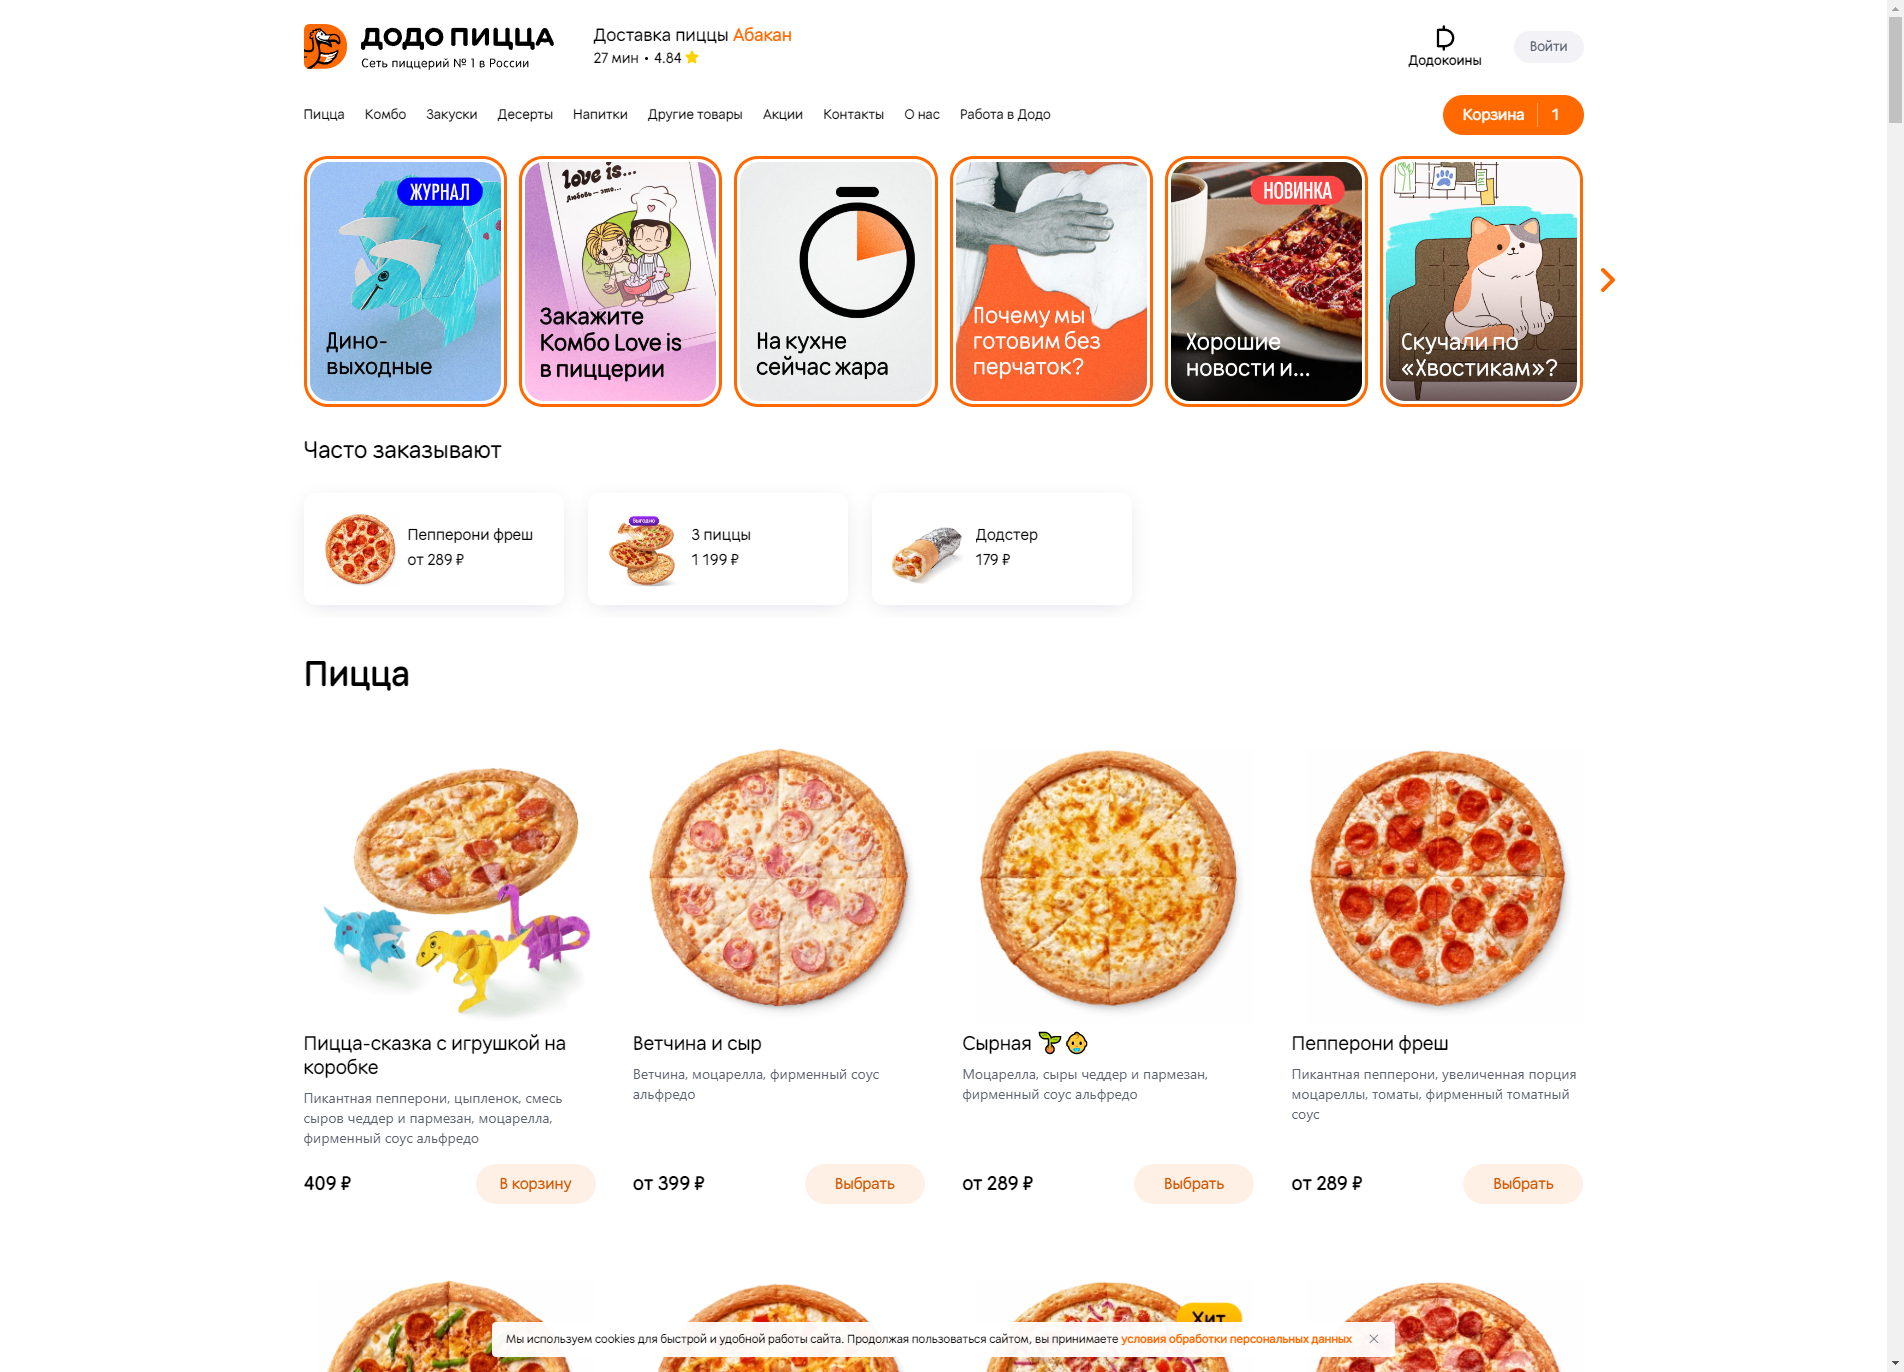 ДОДО ПИЦЦА
Сеть пиццерий № 1 в России
Доставка пиццы Абакан
27 мин • 4.84
Додокоины
Войти
Пицца
Комбо
Закуски
Десерты
Напитки
Другие товары
Акции
Контакты
О нас
Работа в Додо
Корзина 1
ЖУРНАЛ
Дино-
выходные
love is...
Любовь — это...
Закажите
Комбо Love is
в пиццерии
На кухне
сейчас жара
Почему мы
готовим без
перчаток?
НОВИНКА
Хорошие
новости и...
Скучали по
«Хвостикам»?
Часто заказывают
Пепперони фреш
от 289 ₽
Выгодно
3 пиццы
1 199 ₽
Додстер
179 ₽
Пицца
Пицца-сказка с игрушкой на
коробке
Пикантная пепперони, цыпленок, смесь
сыров чеддер и пармезан, моцарелла,
фирменный соус альфредо
409 ₽
В корзину
Ветчина и сыр
Ветчина, моцарелла, фирменный соус
альфредо
от 399 ₽
Выбрать
Сырная 🌱👶
Моцарелла, сыры чеддер и пармезан,
фирменный соус альфредо
от 289 ₽
Выбрать
Пепперони фреш
Пикантная пепперони, увеличенная порция
моцареллы, томаты, фирменный томатный
соус
от 289 ₽
Выбрать
Хит
Мы используем cookies для быстрой и удобной работы сайта. Продолжая пользоваться сайтом, вы принимаете условия обработки персональных данных